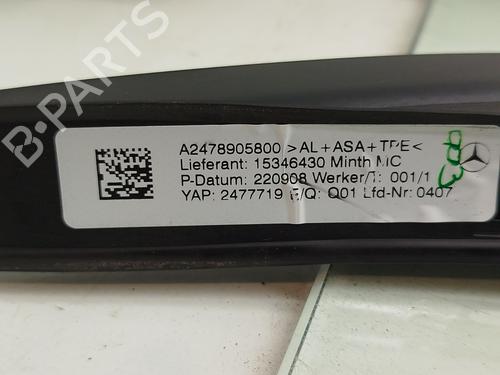 B-PARTS
A2478905800 >AL+ASA+TPE<
Lieferant: 15346430 Minth MC
P-Datum: 220908 Werker/T: 001/1
YAP: 2477719 E/Q: Q01 Lfd-Nr: 0407
003